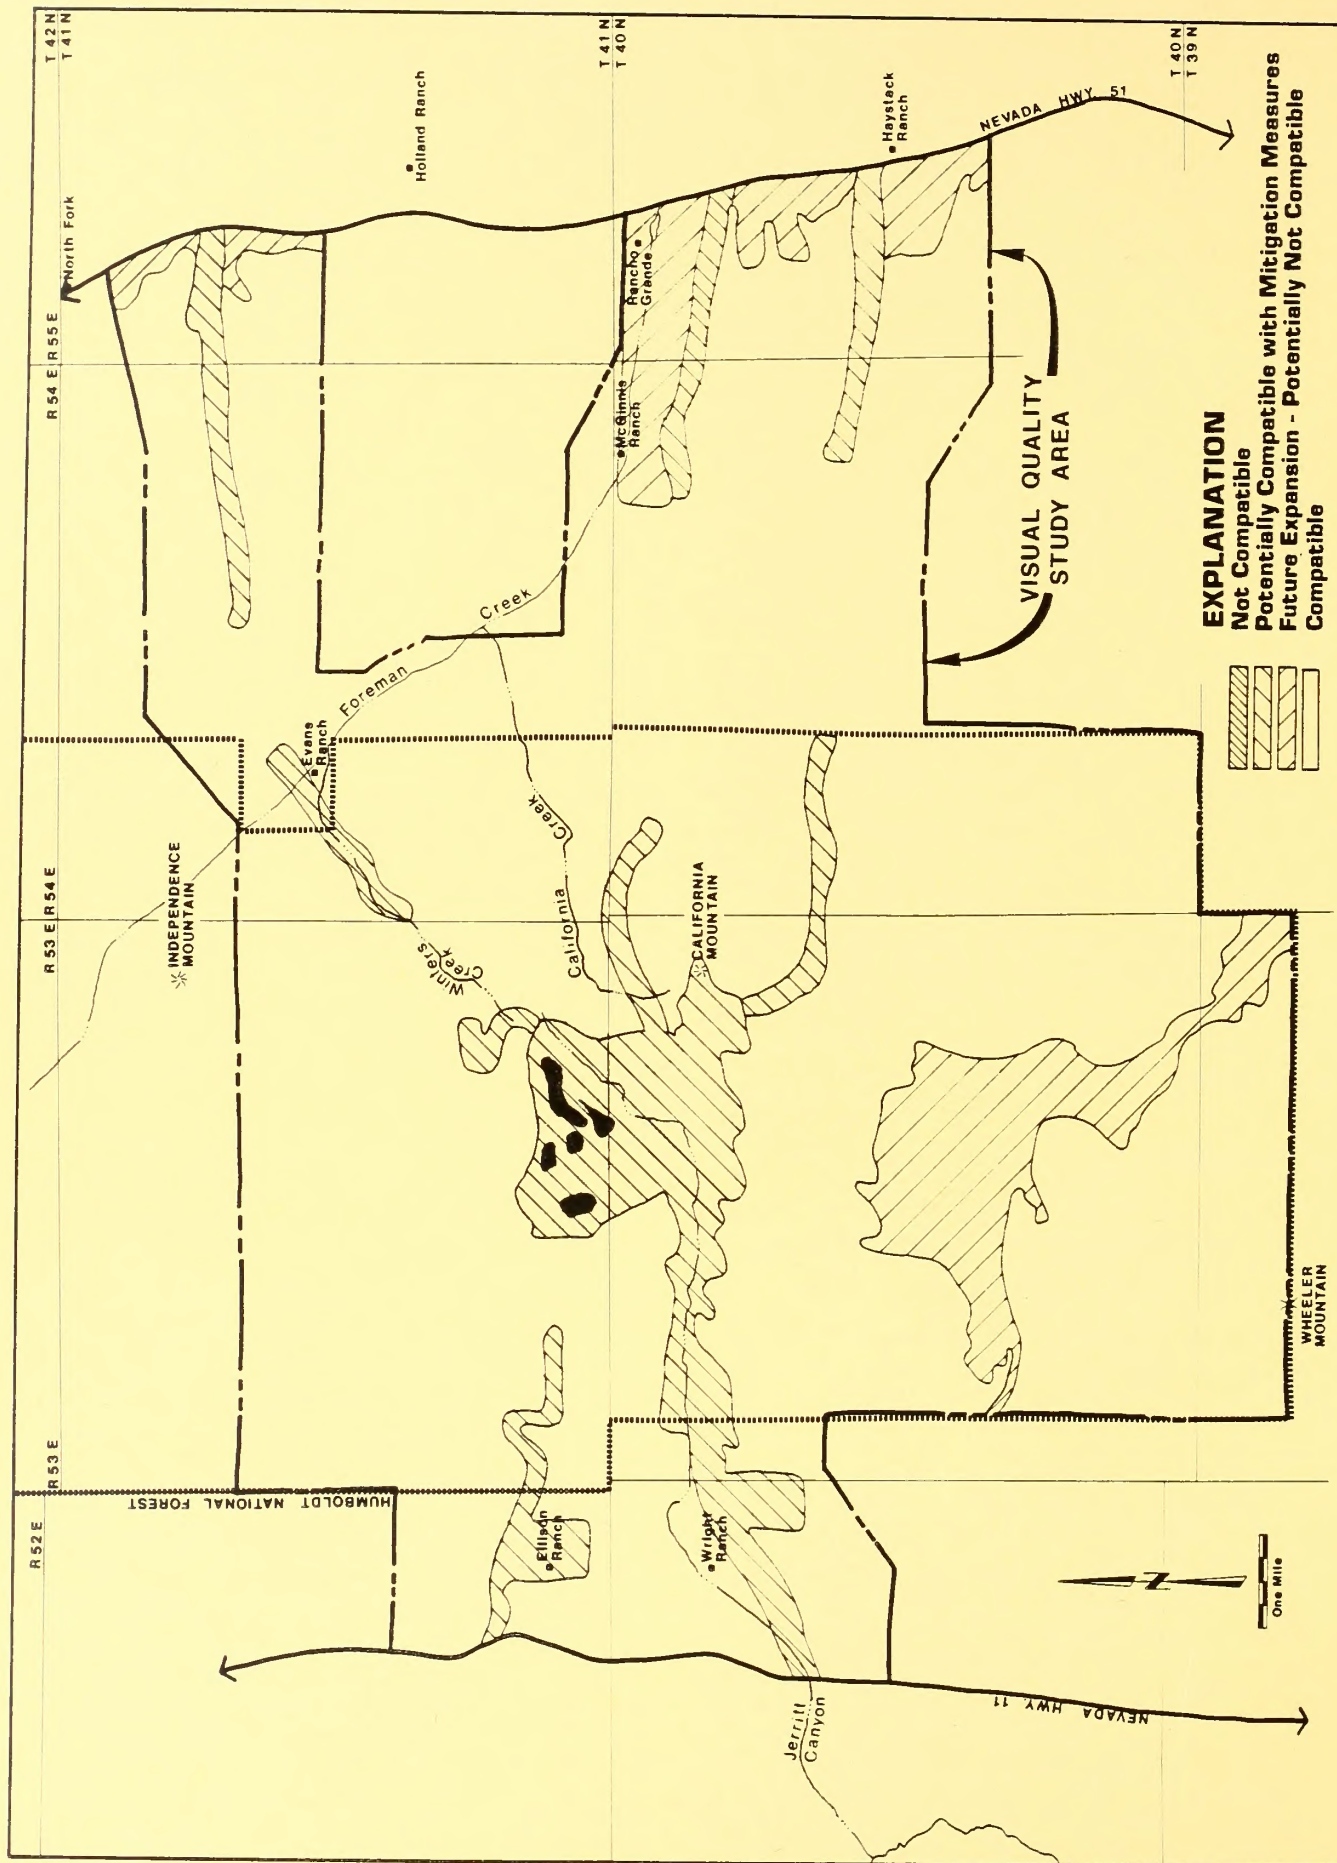 T 42 N
T 41 N
T 41 N
T 40 N
T 40 N
T 39 N
R 52 E
R 53 E
R 53 E
R 54 E
R 54 E
R 55 E
North Fork
Holland Ranch
Haystack
Ranch
NEVADA HWY. 51
Rancho
Grande
McGinnis
Ranch
Foreman Creek
Evans
Ranch
INDEPENDENCE
MOUNTAIN
Winters
Creek
California Creek
CALIFORNIA
MOUNTAIN
HUMBOLDT NATIONAL FOREST
Ellison
Ranch
Wright
Ranch
Jerritt
Canyon
NEVADA HWY. 11
WHEELER
MOUNTAIN
VISUAL QUALITY
STUDY AREA
N
One Mile
EXPLANATION
Not Compatible
Potentially Compatible with Mitigation Measures
Future Expansion - Potentially Not Compatible
Compatible